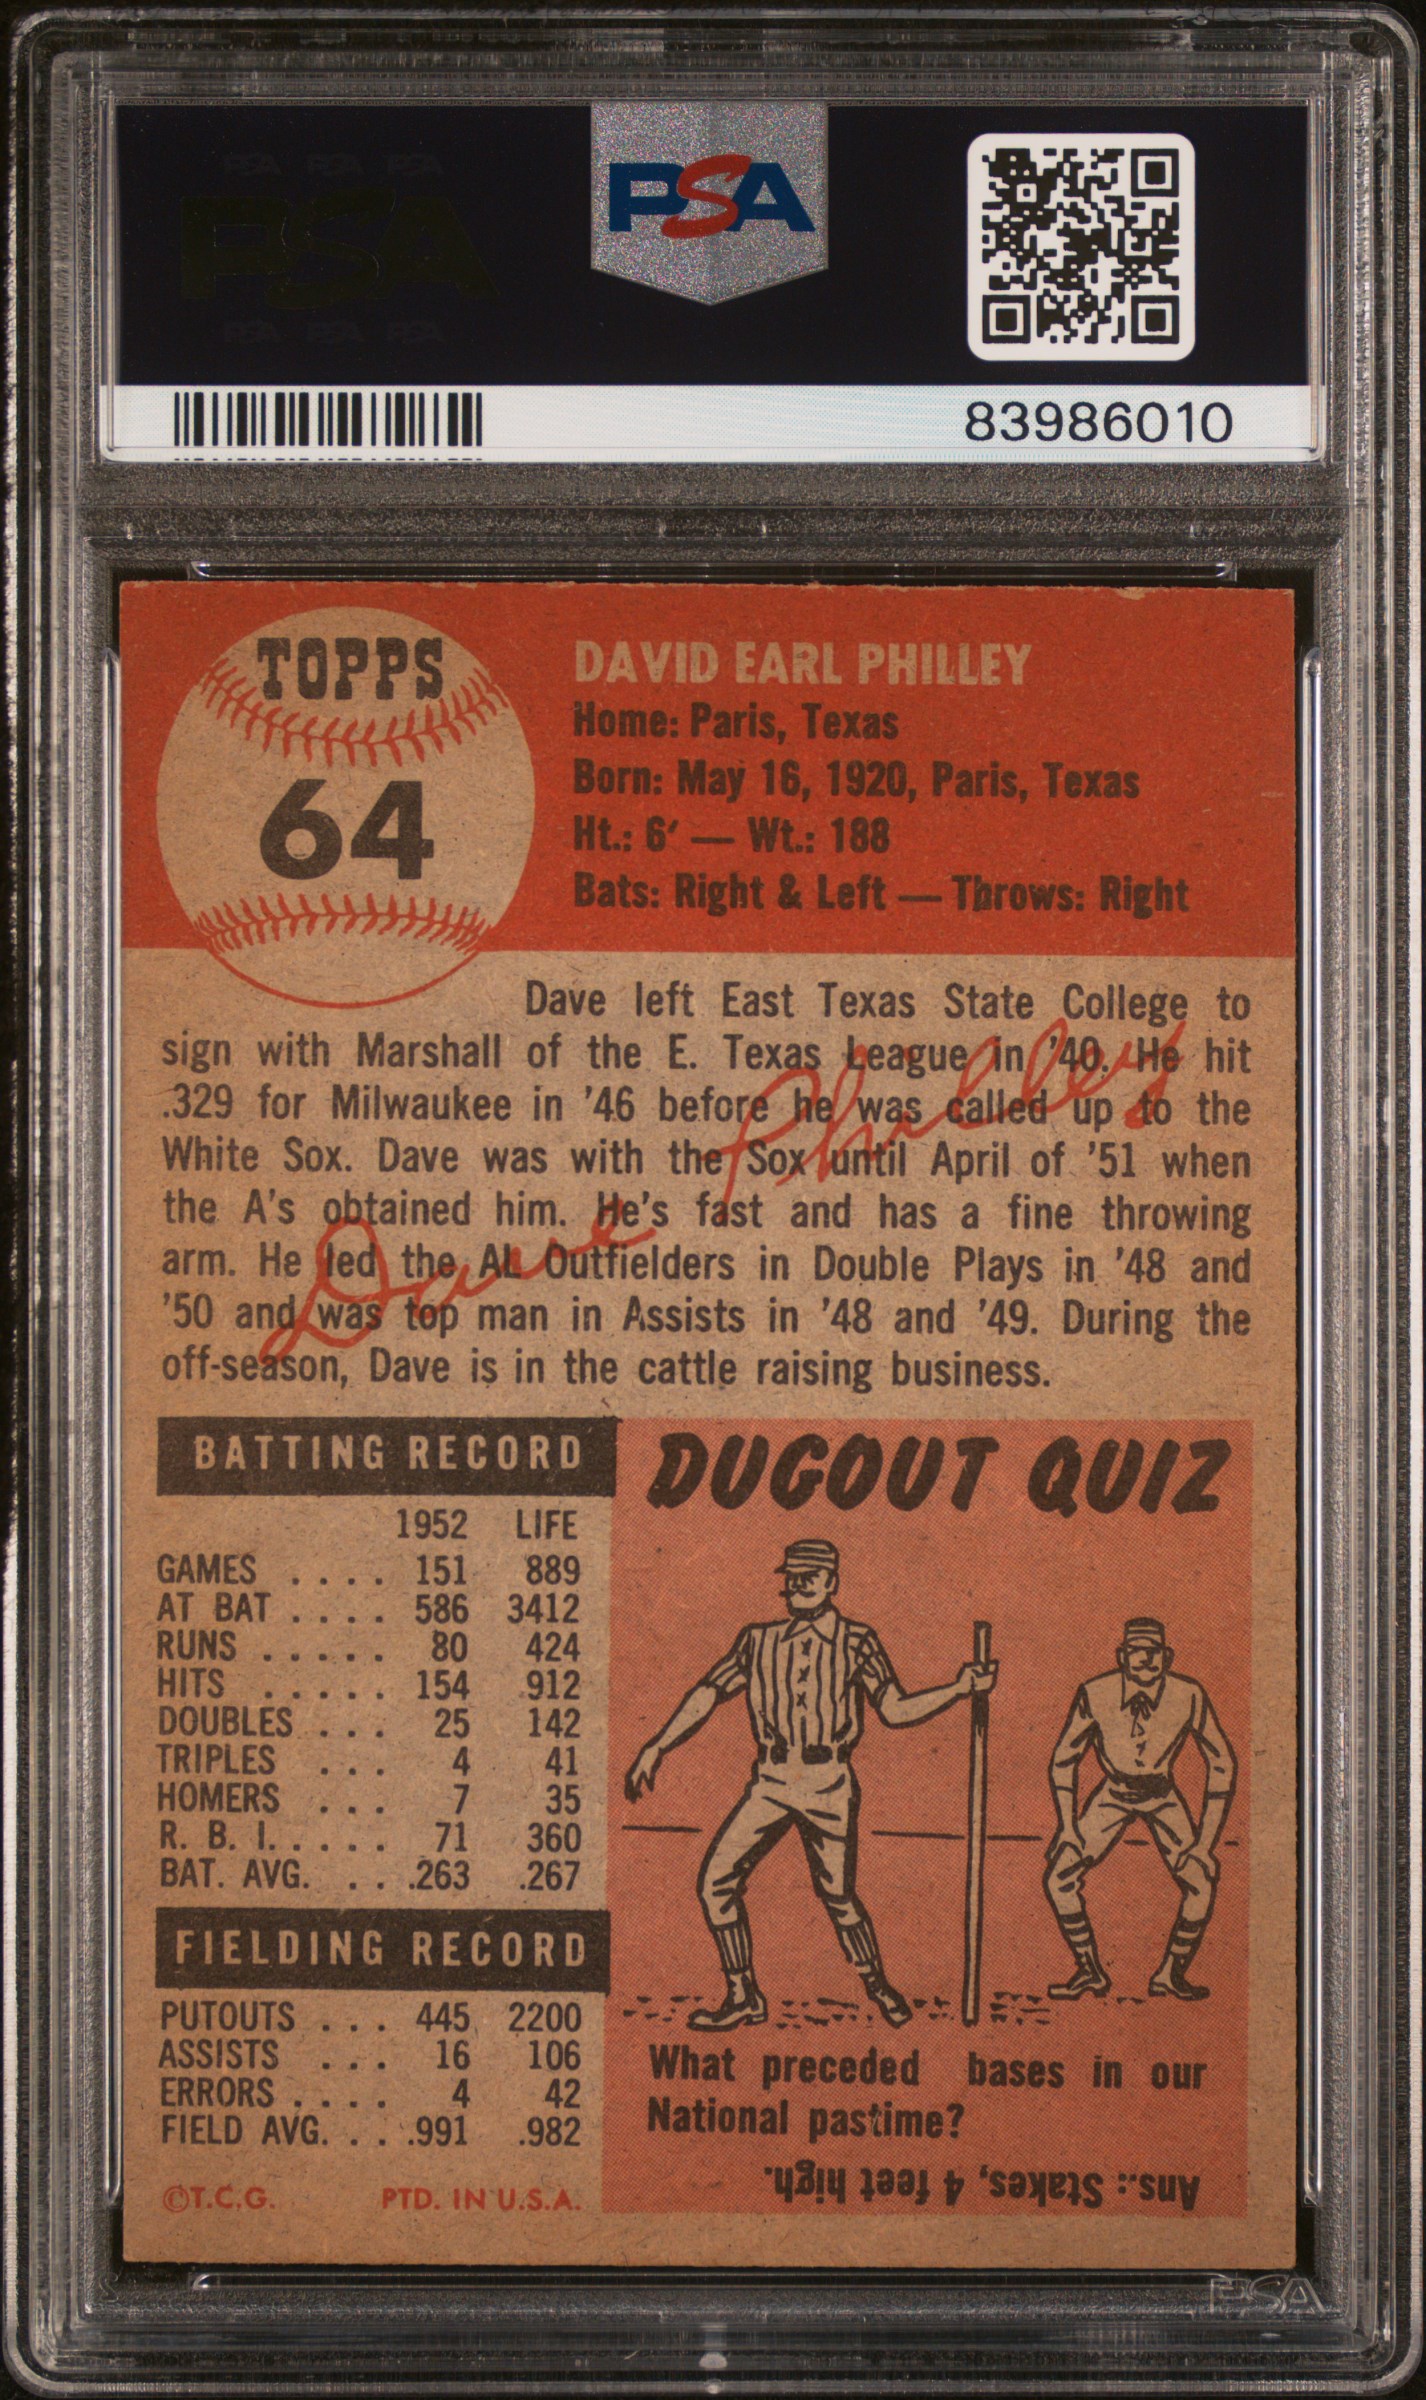 PSA PSA PSA
PSA
PSA PSA PSA
PSA
83986010
TOPPS
64
DAVID EARL PHILLEY
Home: Paris, Texas
Born: May 16, 1920, Paris, Texas
Ht.: 6′ — Wt.: 188
Bats: Right & Left — Throws: Right
Dave left East Texas State College to
sign with Marshall of the E. Texas League in '40. He hit
.329 for Milwaukee in '46 before he was called up to the
White Sox. Dave was with the Sox until April of '51 when
the A's obtained him. He's fast and has a fine throwing
arm. He led the AL Outfielders in Double Plays in '48 and
'50 and was top man in Assists in '48 and '49. During the
off-season, Dave is in the cattle raising business.
Dave Philley
BATTING RECORD
1952 LIFE
GAMES .... 151 889
AT BAT .... 586 3412
RUNS ..... 80 424
HITS ..... 154 912
DOUBLES ... 25 142
TRIPLES ... 4 41
HOMERS ... 7 35
R. B. I. .... 71 360
BAT. AVG. ... .263 .267
FIELDING RECORD
PUTOUTS ... 445 2200
ASSISTS ... 16 106
ERRORS .... 4 42
FIELD AVG. ... .991 .982
©T.C.G. PTD. IN U.S.A.
DUGOUT QUIZ
What preceded bases in our
National pastime?
Ans.: Stakes, 4 feet high.
PSA